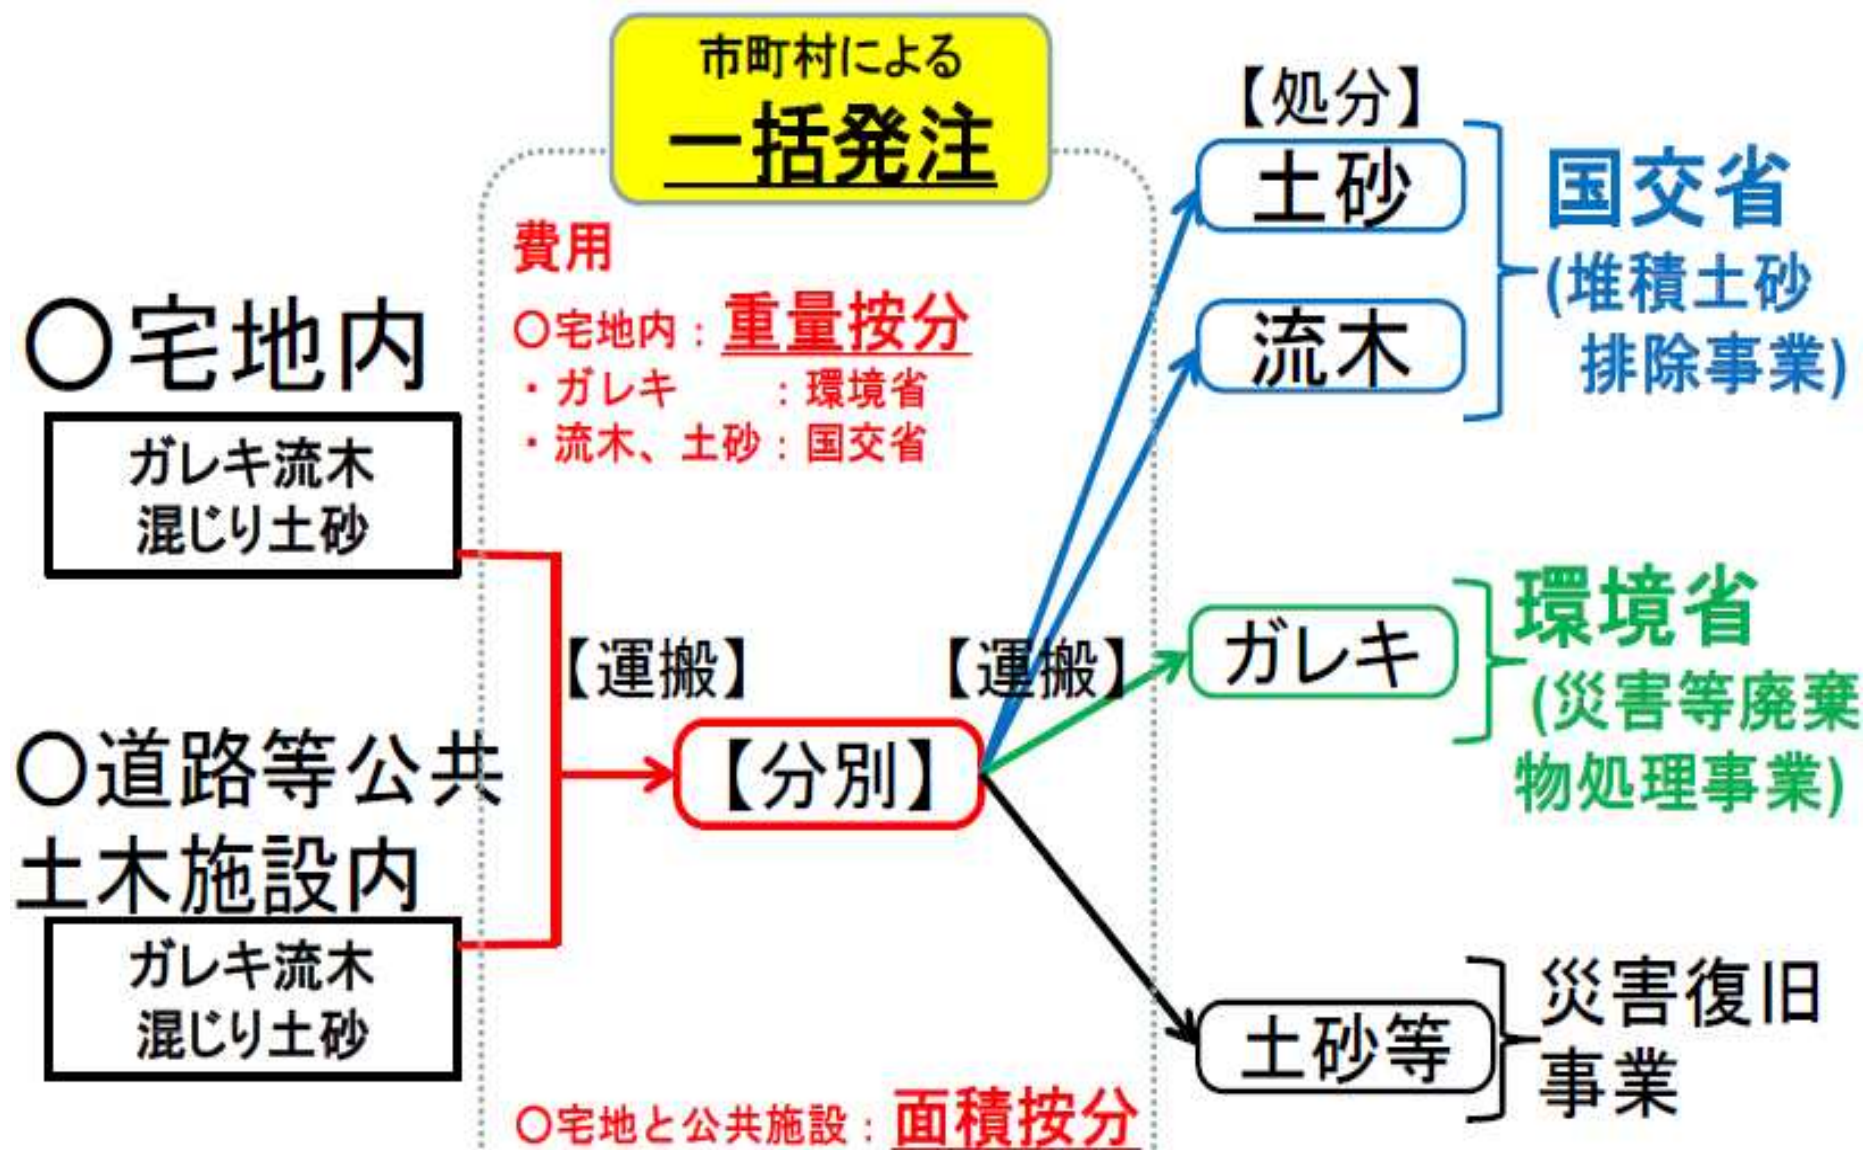 市町村による
一括発注
費用
〇宅地内：重量按分
・ガレキ　　：環境省
・流木、土砂：国交省
〇宅地内
ガレキ流木
混じり土砂
〇道路等公共
土木施設内
ガレキ流木
混じり土砂
【運搬】
【分別】
【運搬】
〇宅地と公共施設：面積按分
【処分】
土砂
流木
国交省
(堆積土砂
排除事業)
ガレキ
環境省
(災害等廃棄
物処理事業)
土砂等
災害復旧
事業